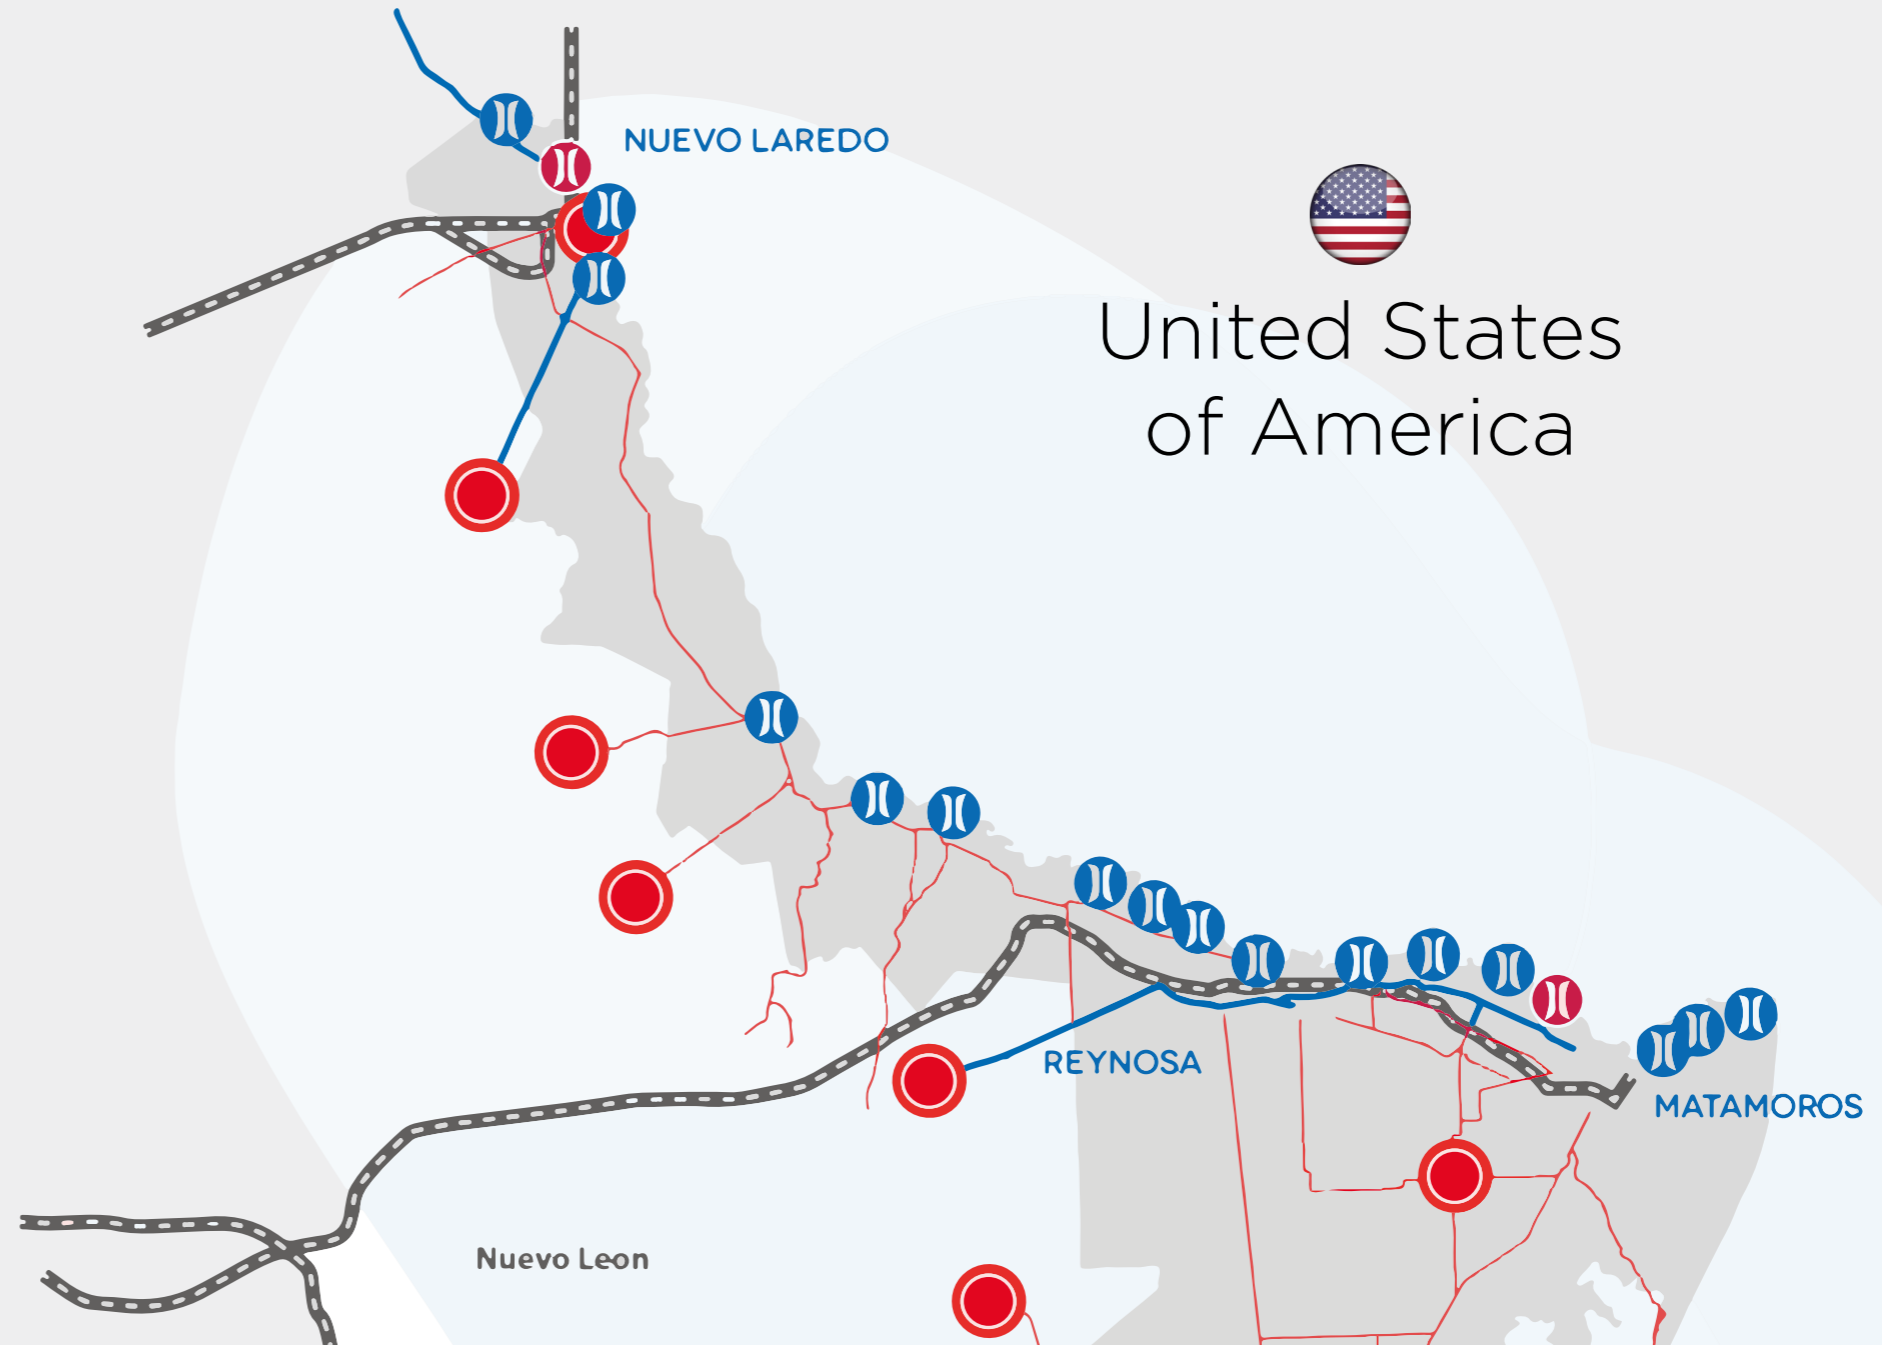 NUEVO LAREDO
United States
of America
REYNOSA
MATAMOROS
Nuevo Leon